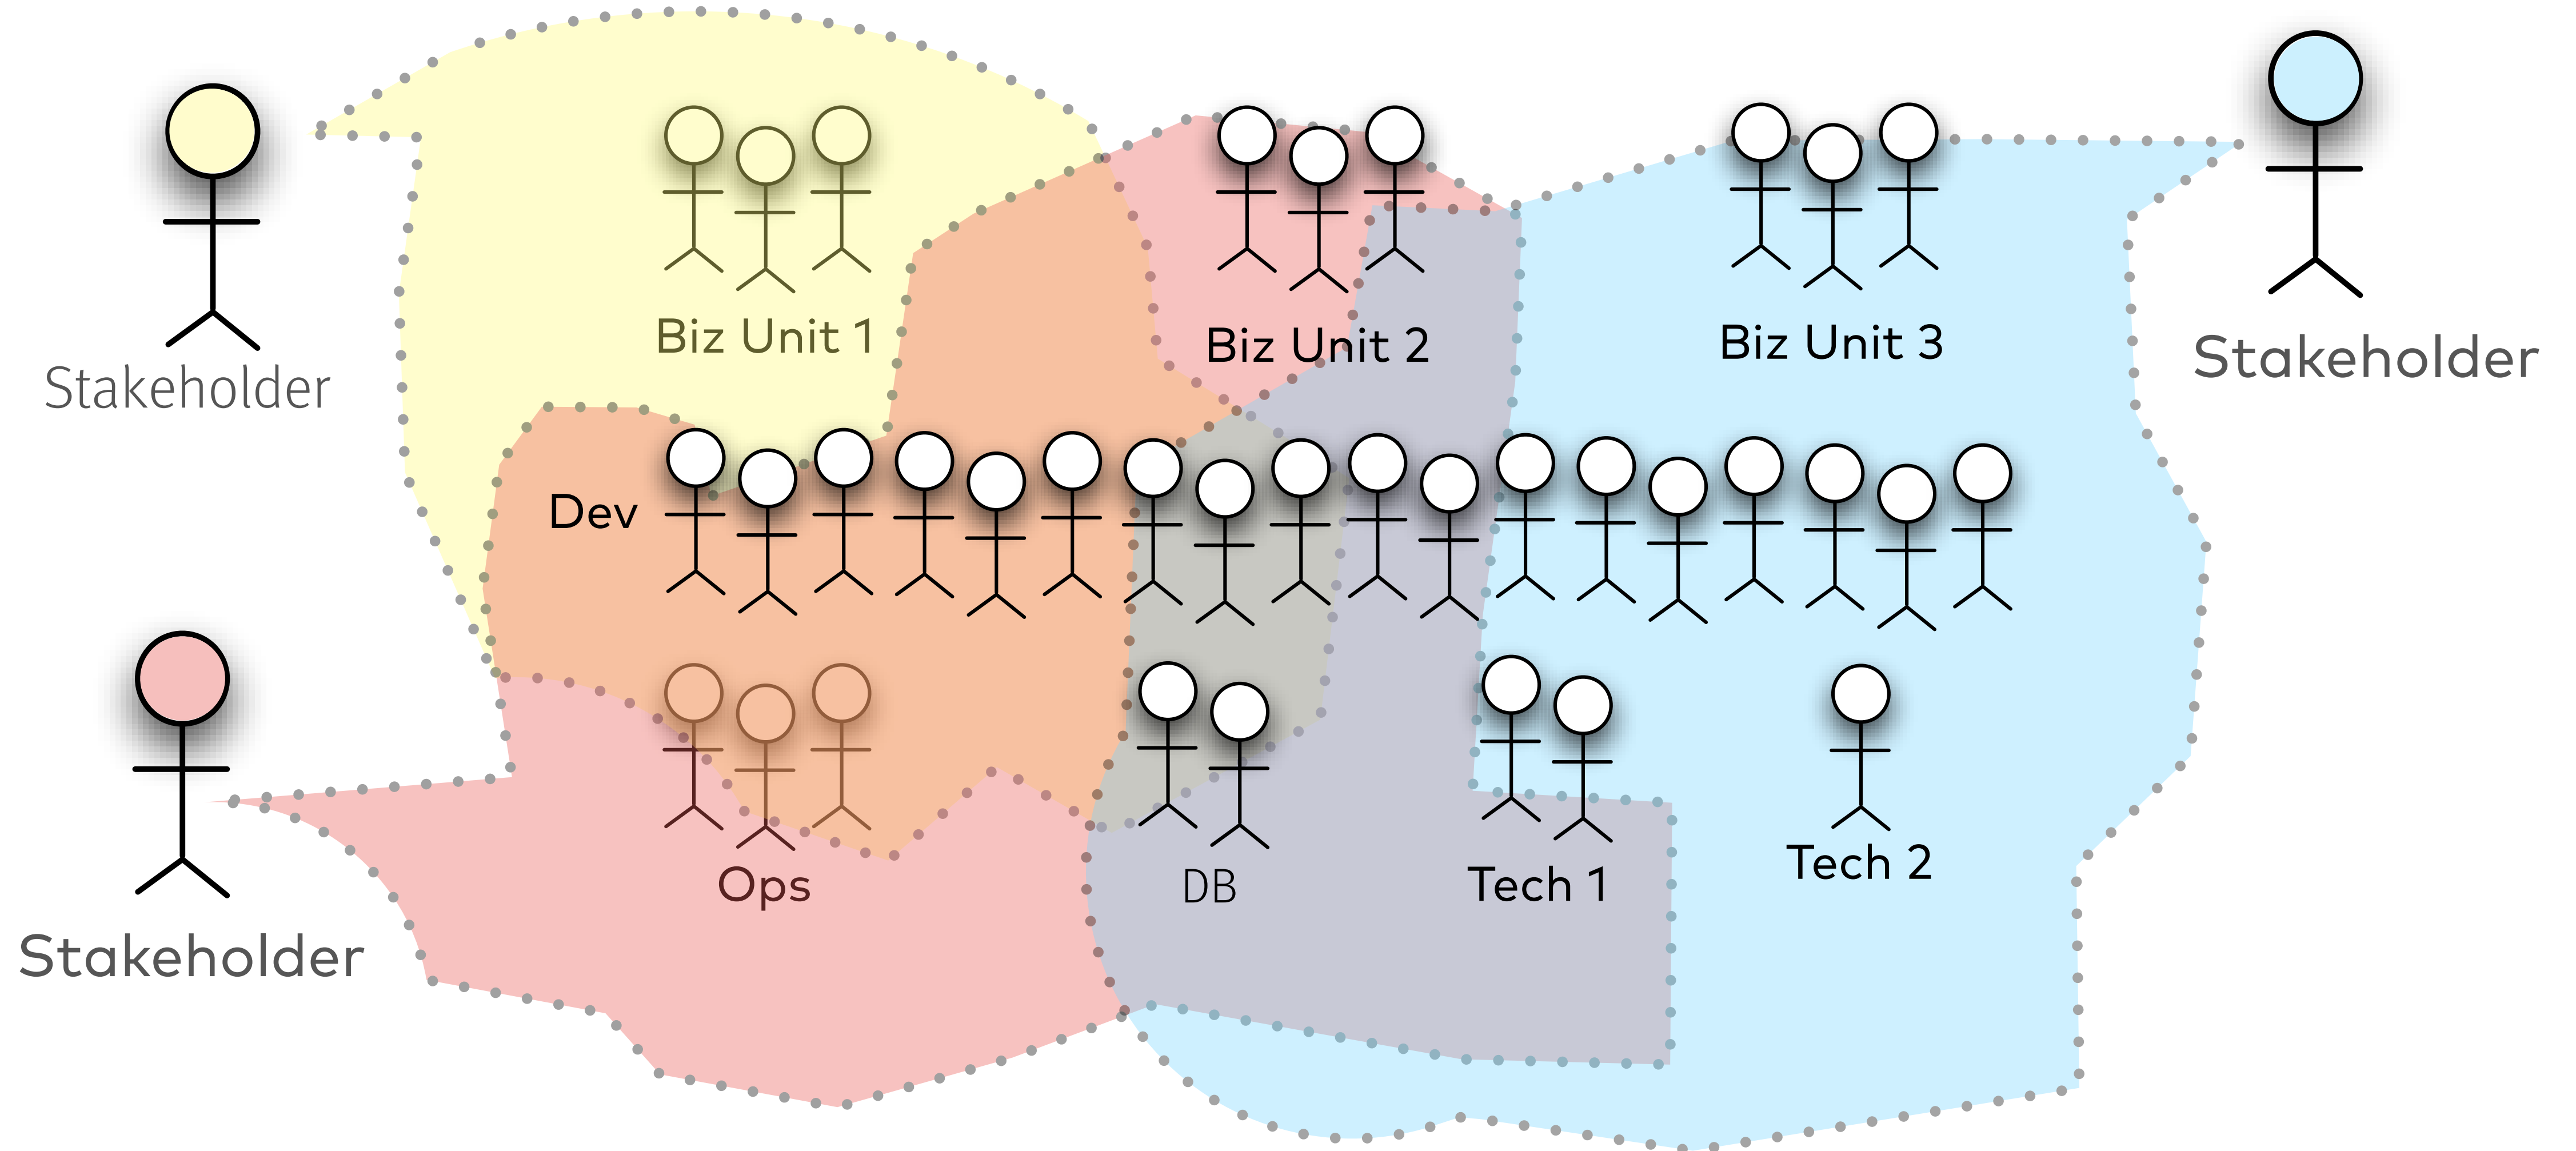 Biz Unit 1
Biz Unit 2
Biz Unit 3
Stakeholder
Stakeholder
Dev
Stakeholder
Ops
DB
Tech 1
Tech 2